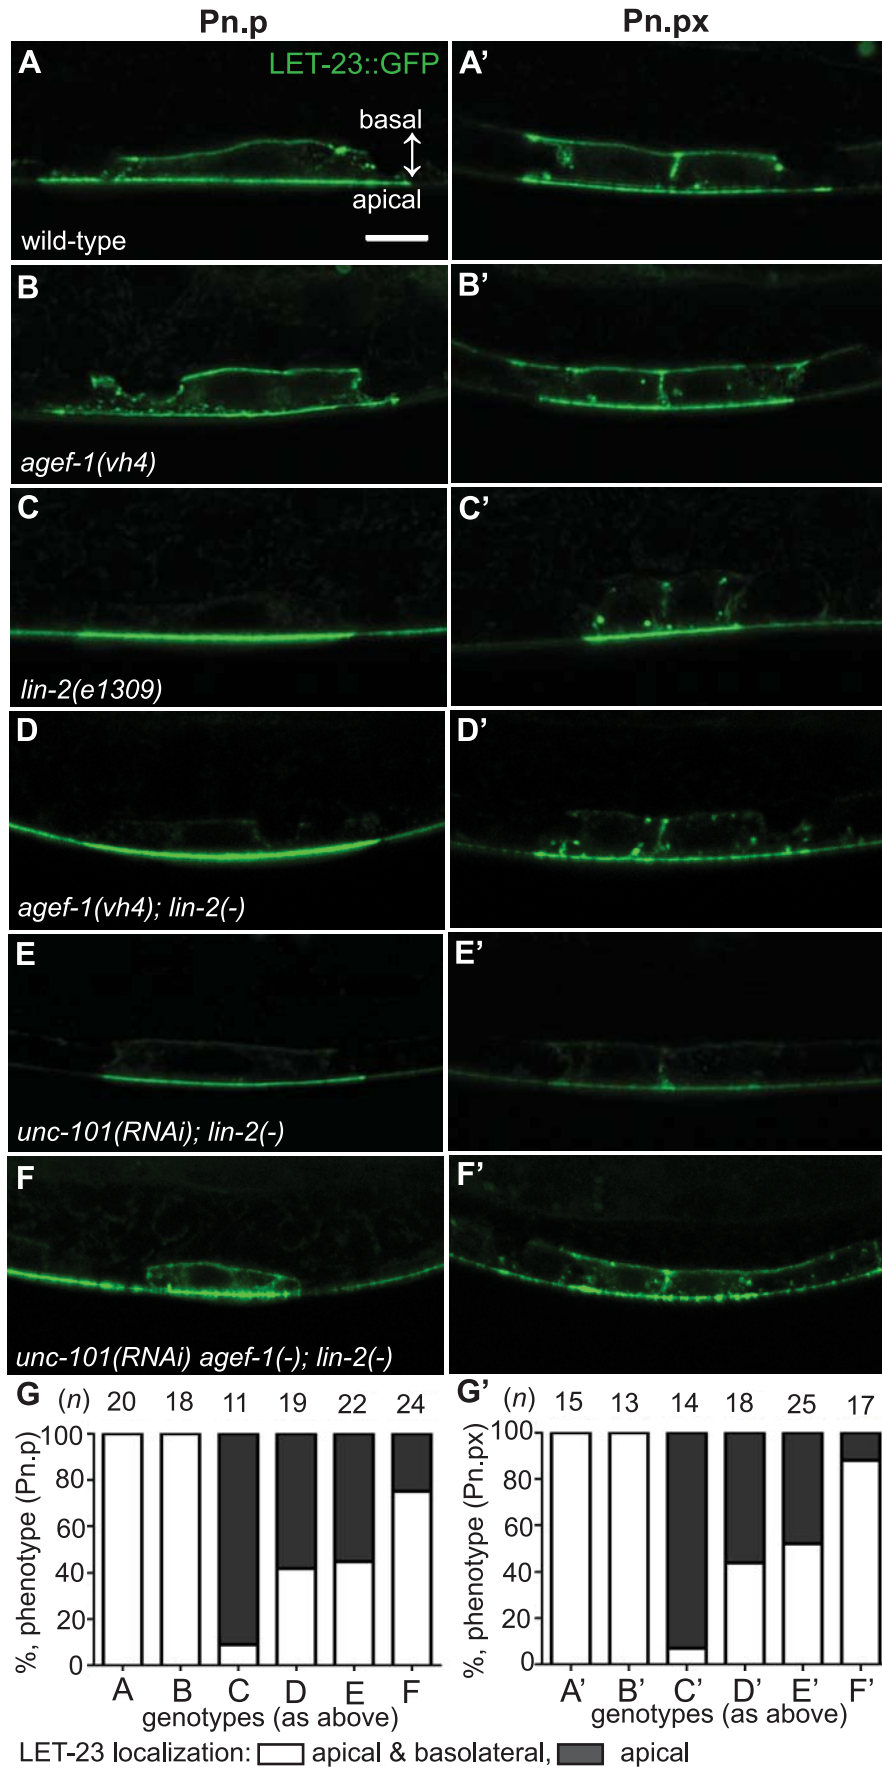 Pn.p Pn.px
A LET-23::GFP A'
basal
apical
wild-type
B B'
agef-1(vh4)
C C'
lin-2(e1309)
D D'
agef-1(vh4); lin-2(-)
E E'
unc-101(RNAi); lin-2(-)
F F'
unc-101(RNAi) agef-1(-); lin-2(-)
G (n) 20 18 11 19 22 24
%, phenotype (Pn.p)
100
80
60
40
20
0
A B C D E F
genotypes (as above)
G' (n) 15 13 14 18 25 17
%, phenotype (Pn.px)
100
80
60
40
20
0
A' B' C' D' E' F'
genotypes (as above)
LET-23 localization: apical & basolateral, apical